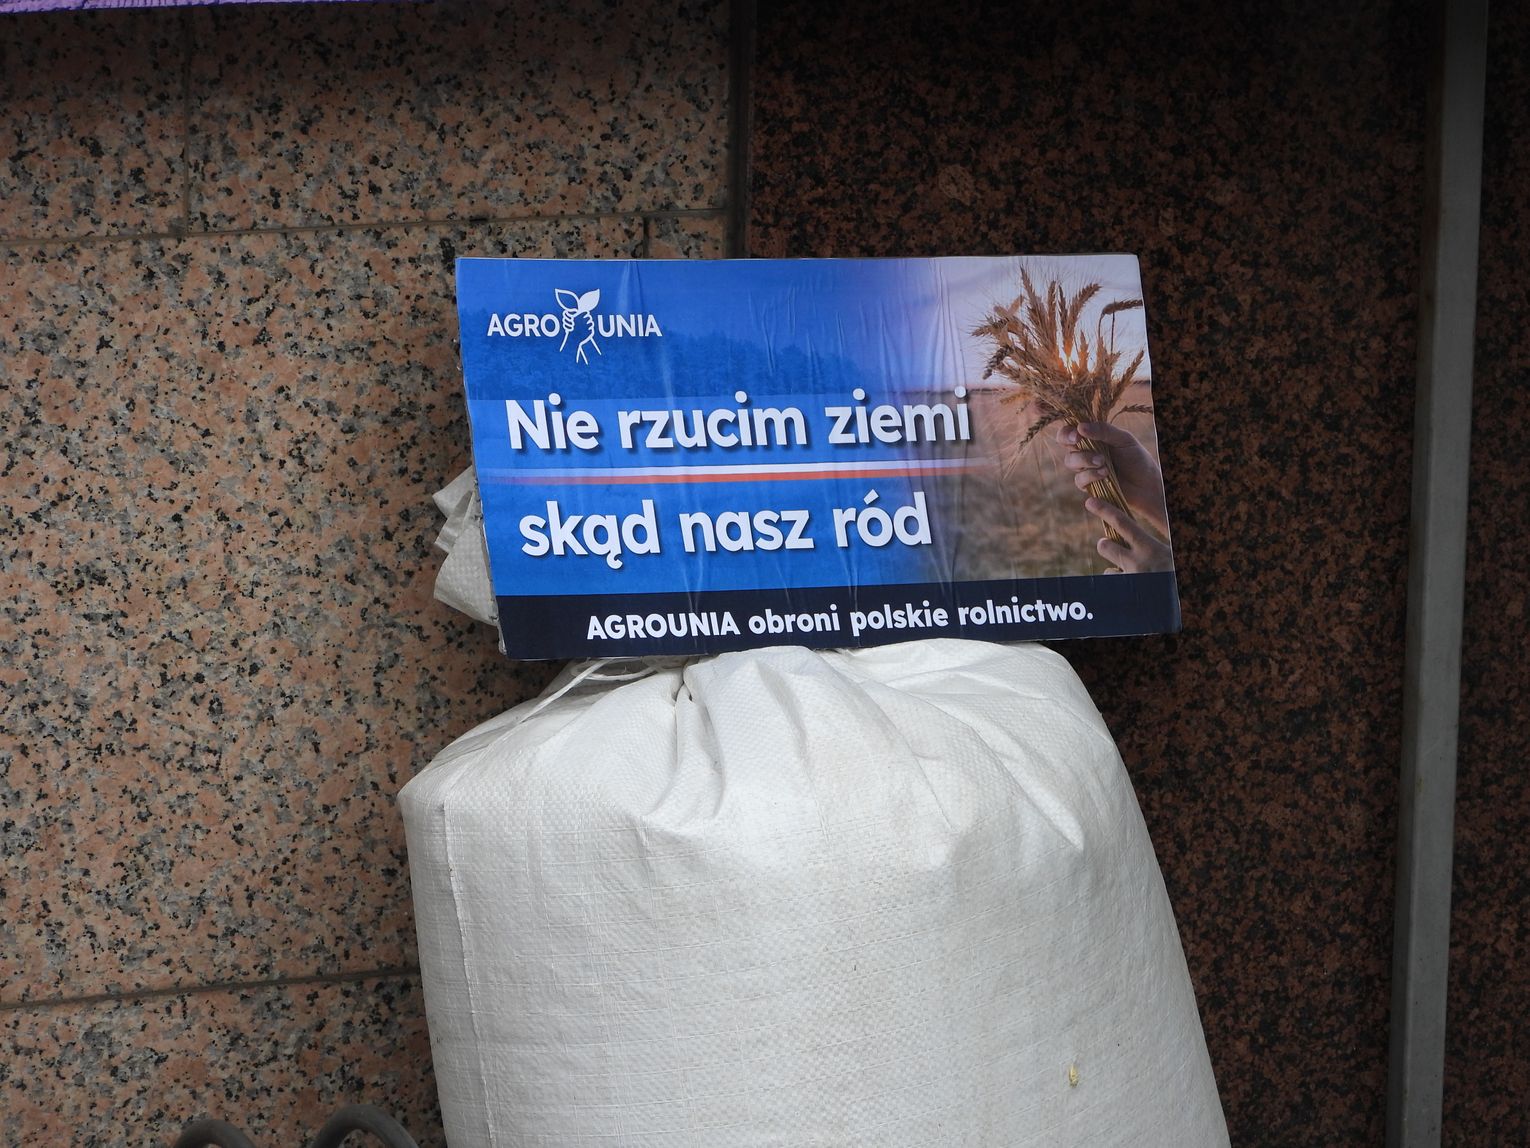 AGRO UNIA
Nie rzucim ziemi
skąd nasz ród
AGROUNIA obroni polskie rolnictwo.